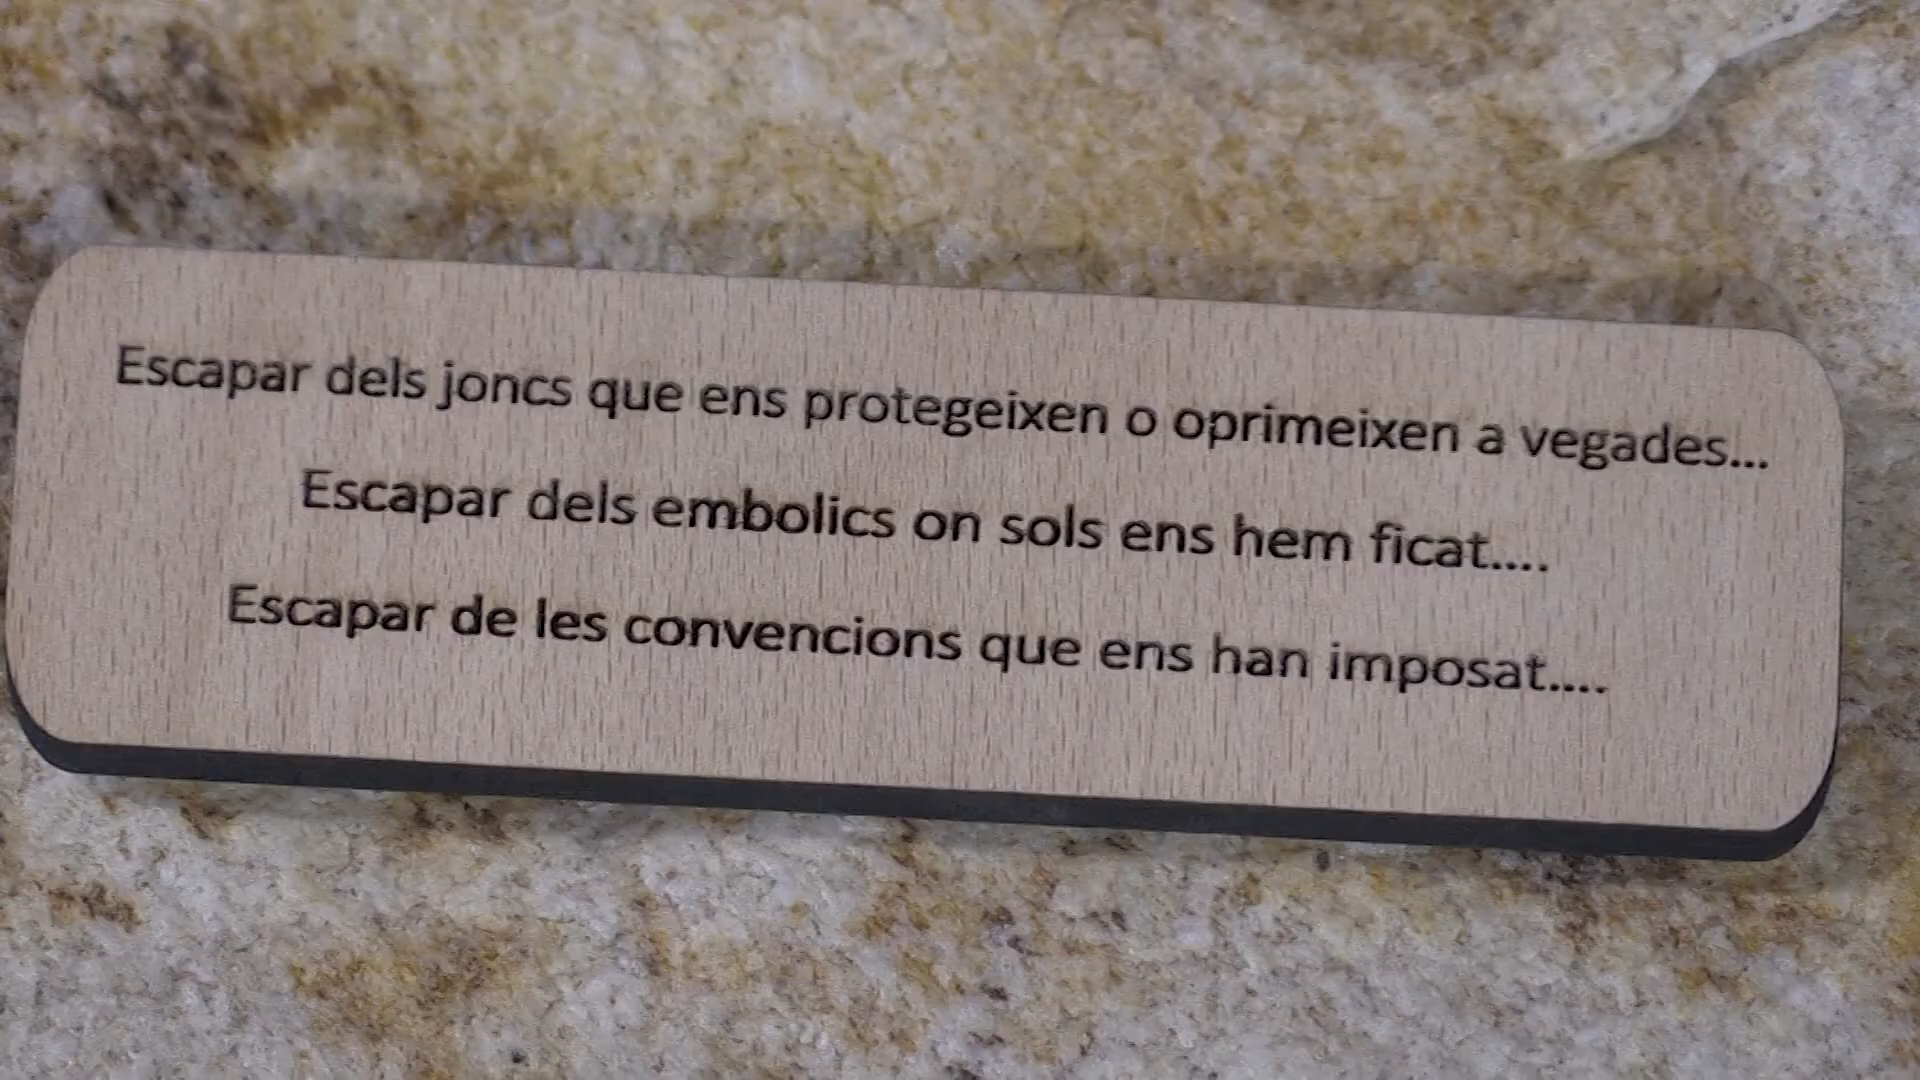 Escapar dels joncs que ens protegeixen o oprimeixen a vegades...
Escapar dels embolics on sols ens hem ficat....
Escapar de les convencions que ens han imposat....